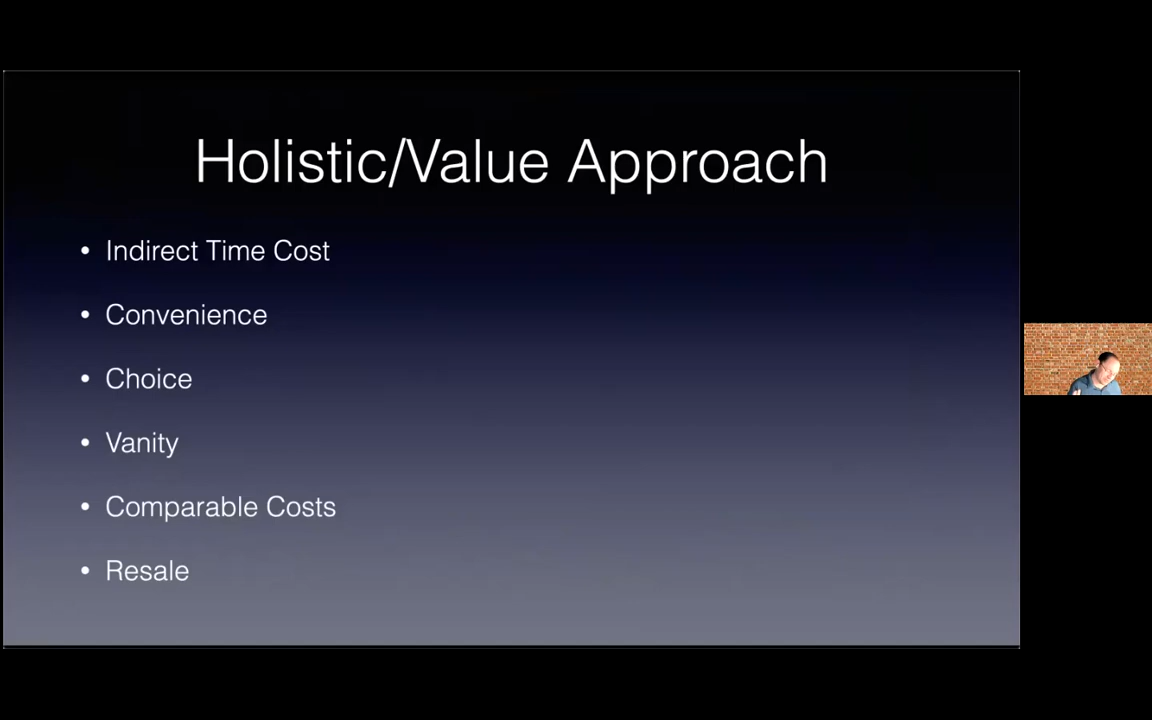 Holistic/Value Approach
• Indirect Time Cost
• Convenience
• Choice
• Vanity
• Comparable Costs
• Resale